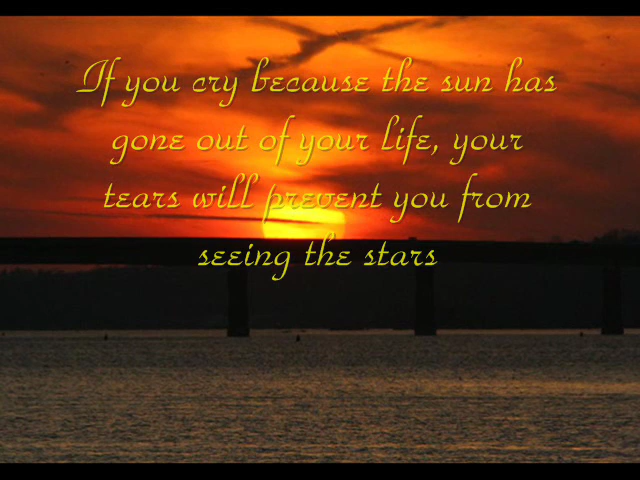 If you cry because the sun has
gone out of your life, your
tears will prevent you from
seeing the stars